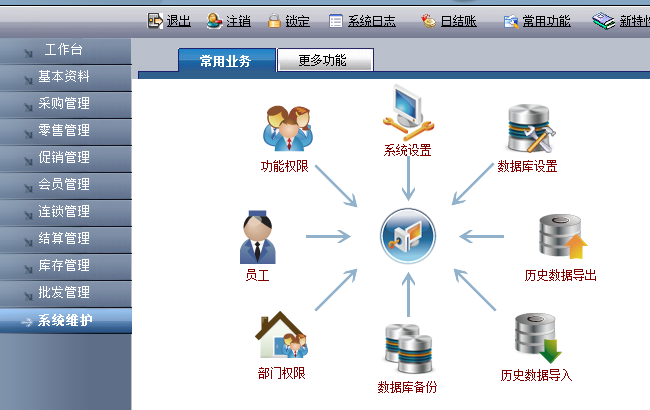 退出 注销 锁定 系统日志 日结账 常用功能 新特性
工作台
基本资料
采购管理
零售管理
促销管理
会员管理
连锁管理
结算管理
库存管理
批发管理
系统维护
常用业务 更多功能
功能权限
系统设置
数据库设置
员工
历史数据导出
部门权限
数据库备份
历史数据导入